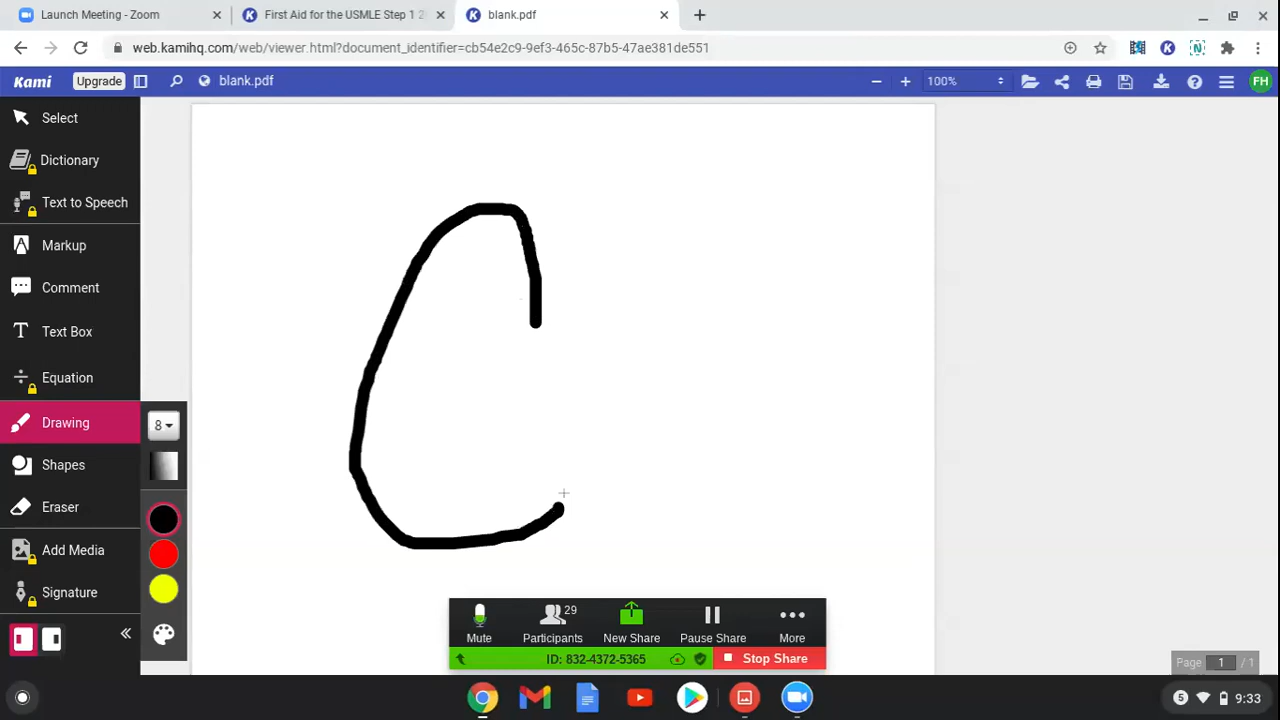 Launch Meeting - Zoom
First Aid for the USMLE Step 1 2
blank.pdf
web.kamihq.com/web/viewer.html?document_identifier=cb54e2c9-9ef3-465c-87b5-47ae381de551
Kami
Upgrade
blank.pdf
100%
FH
Select
Dictionary
Text to Speech
Markup
Comment
Text Box
Equation
Drawing
Shapes
Eraser
Add Media
Signature
8
C
29
Mute
Participants
New Share
Pause Share
More
ID: 832-4372-5365
Stop Share
Page 1 / 1
5
9:33